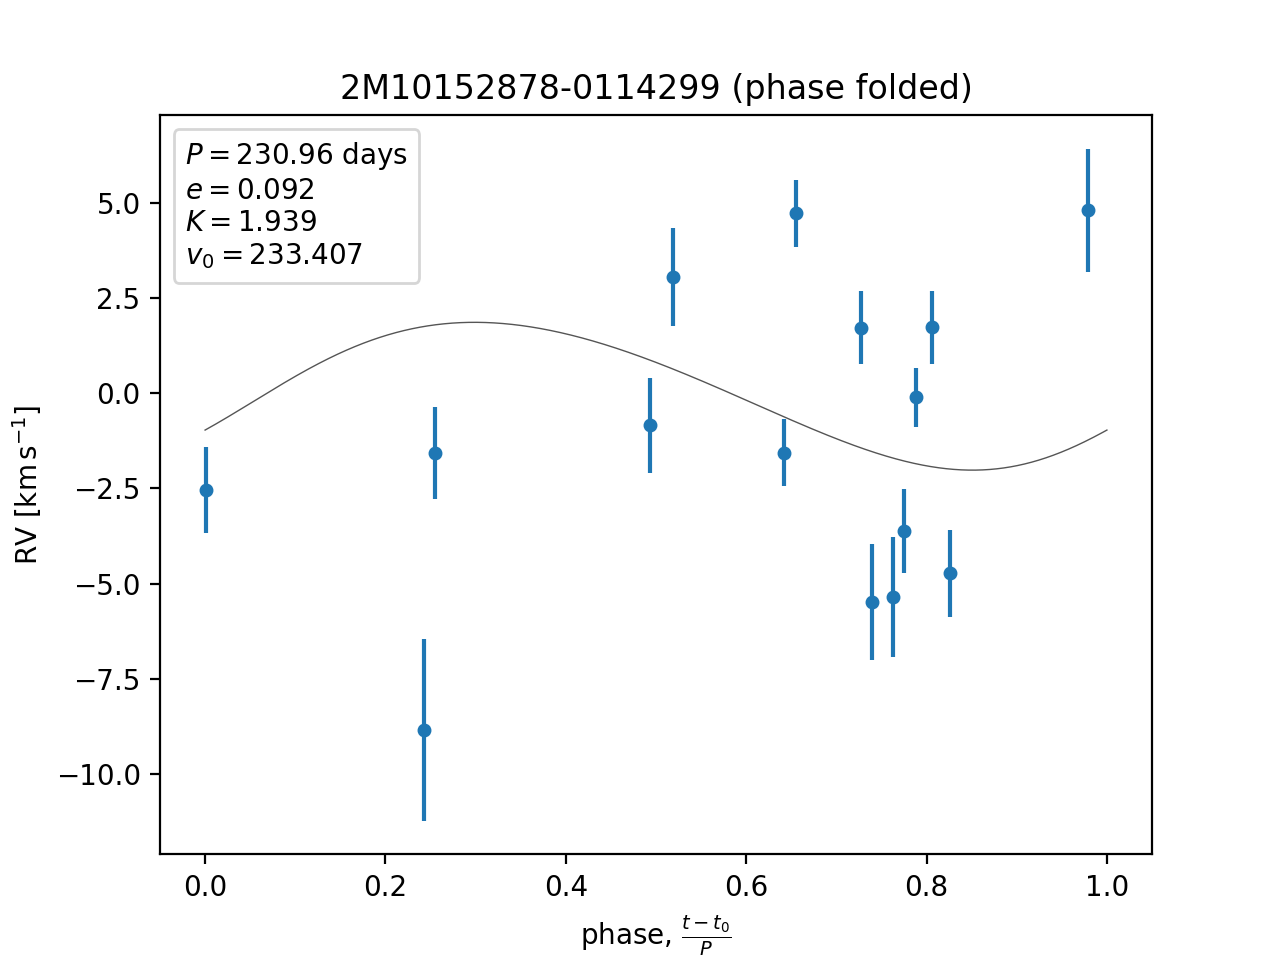 2M10152878-0114299 (phase folded)
P = 230.96 days
e = 0.092
K = 1.939
v₀ = 233.407
5.0
2.5
0.0
−2.5
−5.0
−7.5
−10.0
RV [km s⁻¹]
0.0 0.2 0.4 0.6 0.8 1.0
phase, (t − t₀)/P